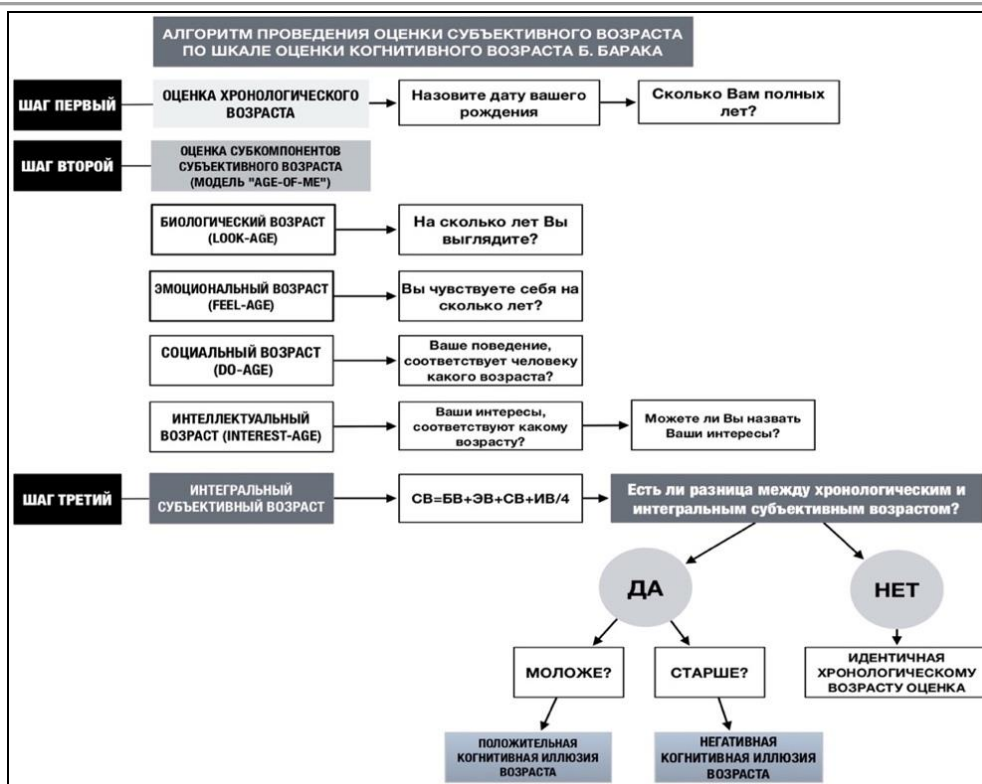 АЛГОРИТМ ПРОВЕДЕНИЯ ОЦЕНКИ СУБЪЕКТИВНОГО ВОЗРАСТА
ПО ШКАЛЕ ОЦЕНКИ КОГНИТИВНОГО ВОЗРАСТА Б. БАРАКА
ШАГ ПЕРВЫЙ
ОЦЕНКА ХРОНОЛОГИЧЕСКОГО
ВОЗРАСТА
Назовите дату вашего
рождения
Сколько Вам полных
лет?
ШАГ ВТОРОЙ
ОЦЕНКА СУБКОМПОНЕНТОВ
СУБЪЕКТИВНОГО ВОЗРАСТА
(МОДЕЛЬ "AGE-OF-ME")
БИОЛОГИЧЕСКИЙ ВОЗРАСТ
(LOOK-AGE)
На сколько лет Вы
выглядите?
ЭМОЦИОНАЛЬНЫЙ ВОЗРАСТ
(FEEL-AGE)
Вы чувствуете себя на
сколько лет?
СОЦИАЛЬНЫЙ ВОЗРАСТ
(DO-AGE)
Ваше поведение,
соответствует человеку
какого возраста?
ИНТЕЛЛЕКТУАЛЬНЫЙ
ВОЗРАСТ (INTEREST-AGE)
Ваши интересы,
соответствуют какому
возрасту?
Можете ли Вы назвать
Ваши интересы?
ШАГ ТРЕТИЙ
ИНТЕГРАЛЬНЫЙ
СУБЪЕКТИВНЫЙ ВОЗРАСТ
СВ=БВ+ЭВ+СВ+ИВ/4
Есть ли разница между хронологическим и
интегральным субъективным возрастом?
ДА
НЕТ
МОЛОЖЕ?
СТАРШЕ?
ИДЕНТИЧНАЯ
ХРОНОЛОГИЧЕСКОМУ
ВОЗРАСТУ ОЦЕНКА
ПОЛОЖИТЕЛЬНАЯ
КОГНИТИВНАЯ ИЛЛЮЗИЯ
ВОЗРАСТА
НЕГАТИВНАЯ
КОГНИТИВНАЯ ИЛЛЮЗИЯ
ВОЗРАСТА